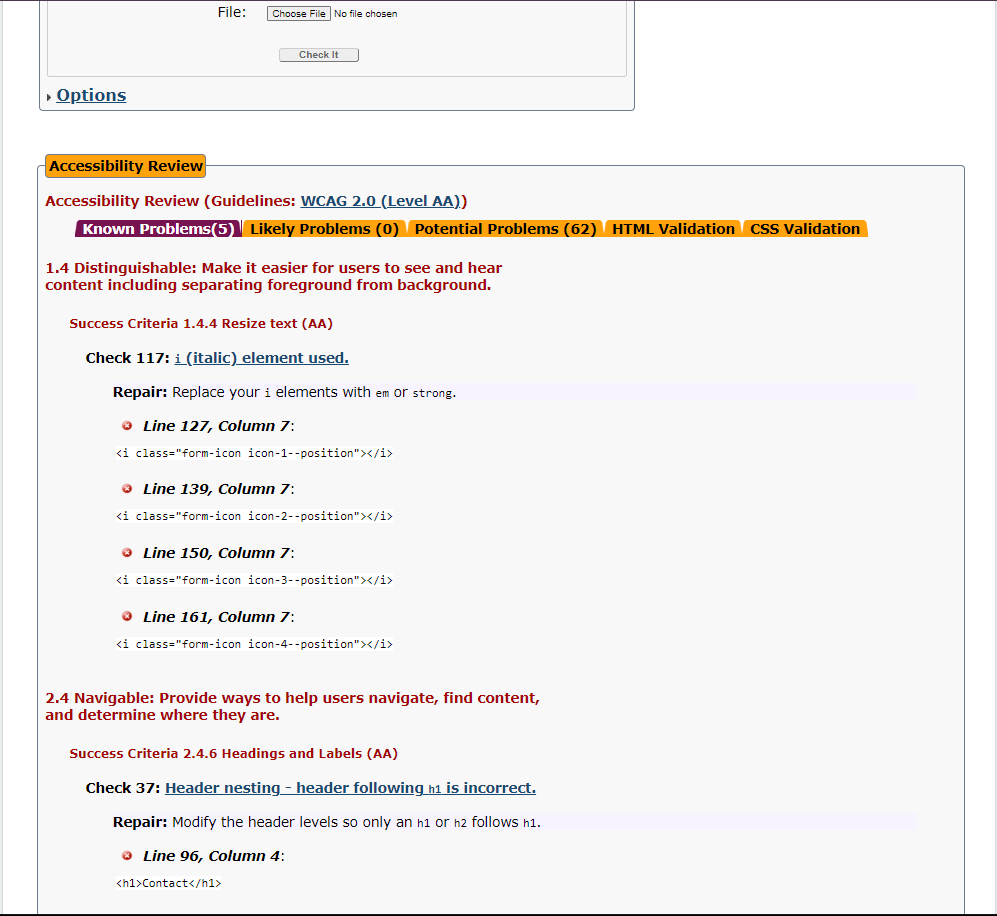 File: Choose File No file chosen
Check It
Options
Accessibility Review
Accessibility Review (Guidelines: WCAG 2.0 (Level AA))
Known Problems(5) Likely Problems (0) Potential Problems (62) HTML Validation CSS Validation
1.4 Distinguishable: Make it easier for users to see and hear
content including separating foreground from background.
Success Criteria 1.4.4 Resize text (AA)
Check 117: i (italic) element used.
Repair: Replace your i elements with em or strong.
Line 127, Column 7:
<i class="form-icon icon-1--position"></i>
Line 139, Column 7:
<i class="form-icon icon-2--position"></i>
Line 150, Column 7:
<i class="form-icon icon-3--position"></i>
Line 161, Column 7:
<i class="form-icon icon-4--position"></i>
2.4 Navigable: Provide ways to help users navigate, find content,
and determine where they are.
Success Criteria 2.4.6 Headings and Labels (AA)
Check 37: Header nesting - header following h1 is incorrect.
Repair: Modify the header levels so only an h1 or h2 follows h1.
Line 96, Column 4:
<h1>Contact</h1>